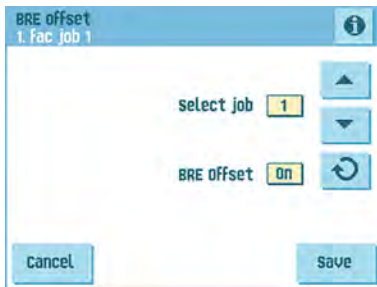 BRE offset
1. Fac job 1
Select job 1
BRE offset On
Cancel
Save